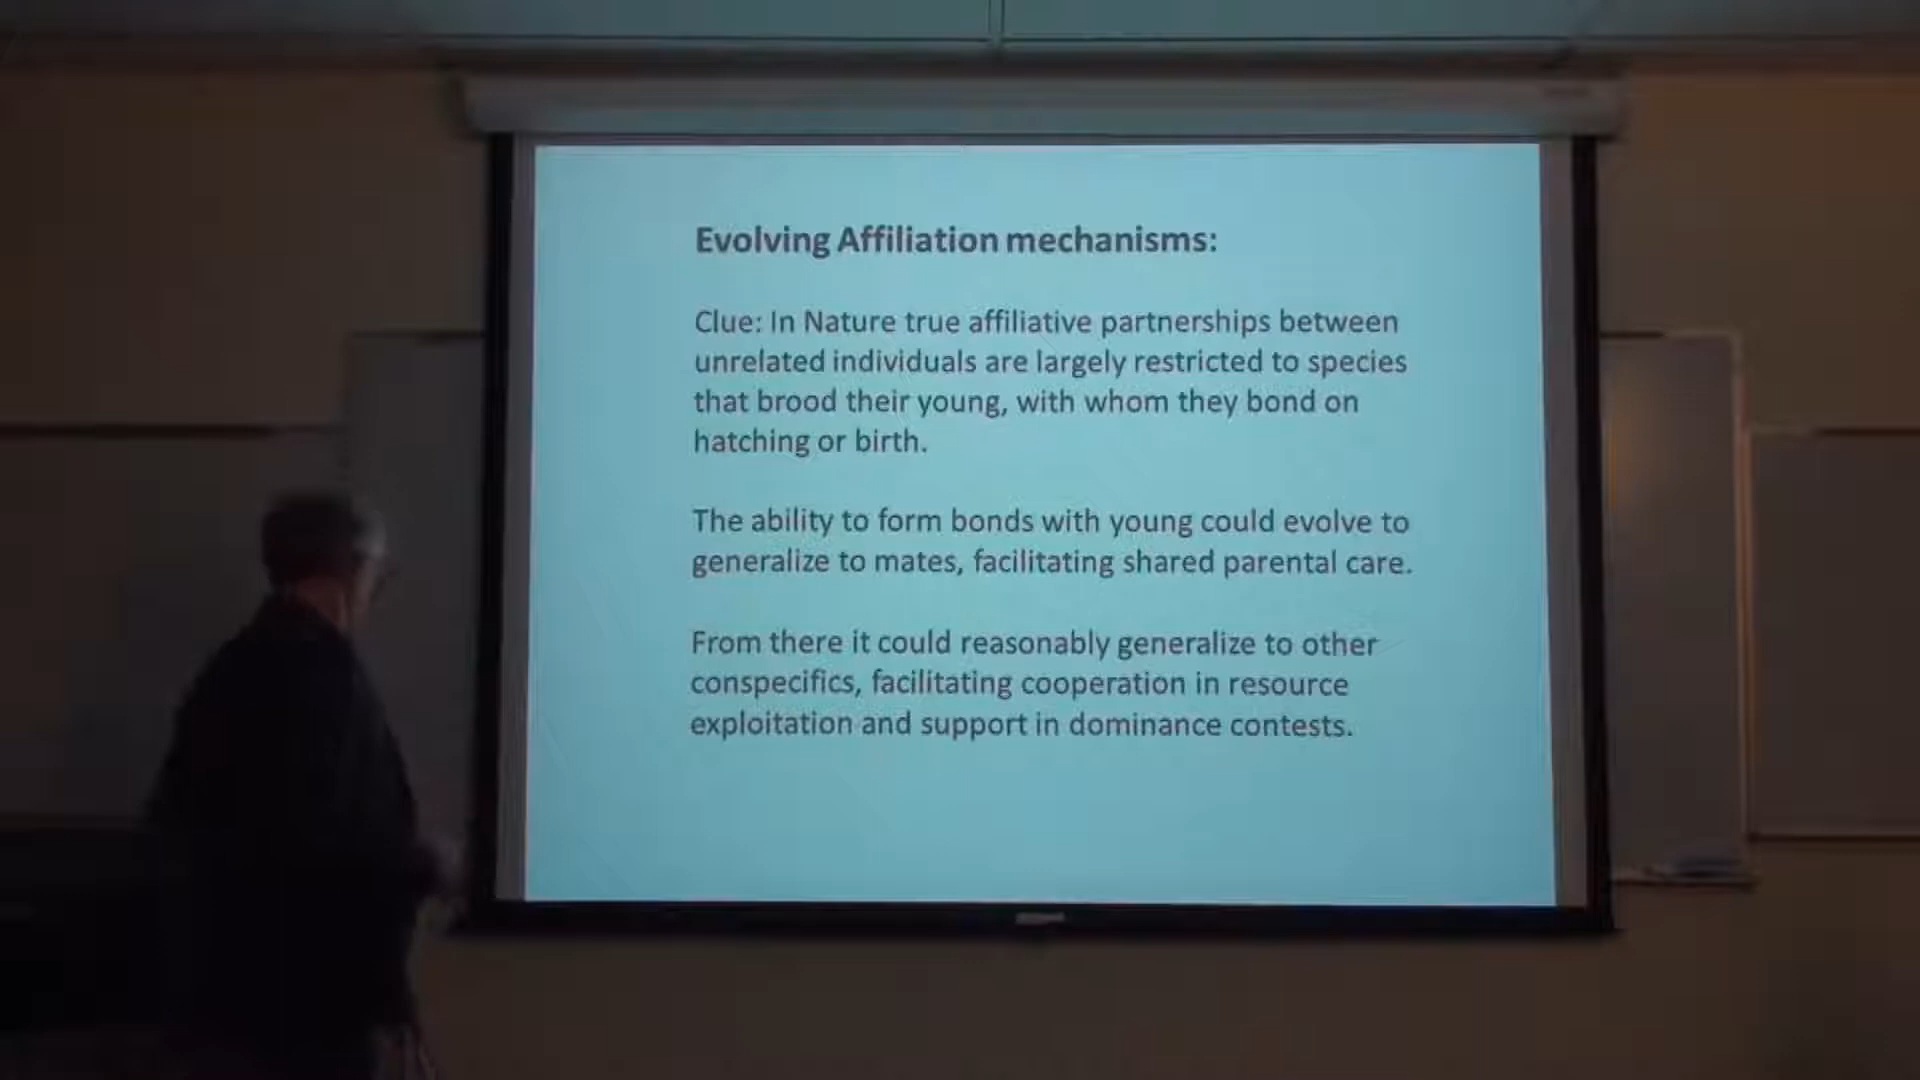 Evolving Affiliation mechanisms:
Clue: In Nature true affiliative partnerships between
unrelated individuals are largely restricted to species
that brood their young, with whom they bond on
hatching or birth.
The ability to form bonds with young could evolve to
generalize to mates, facilitating shared parental care.
From there it could reasonably generalize to other
conspecifics, facilitating cooperation in resource
exploitation and support in dominance contests.